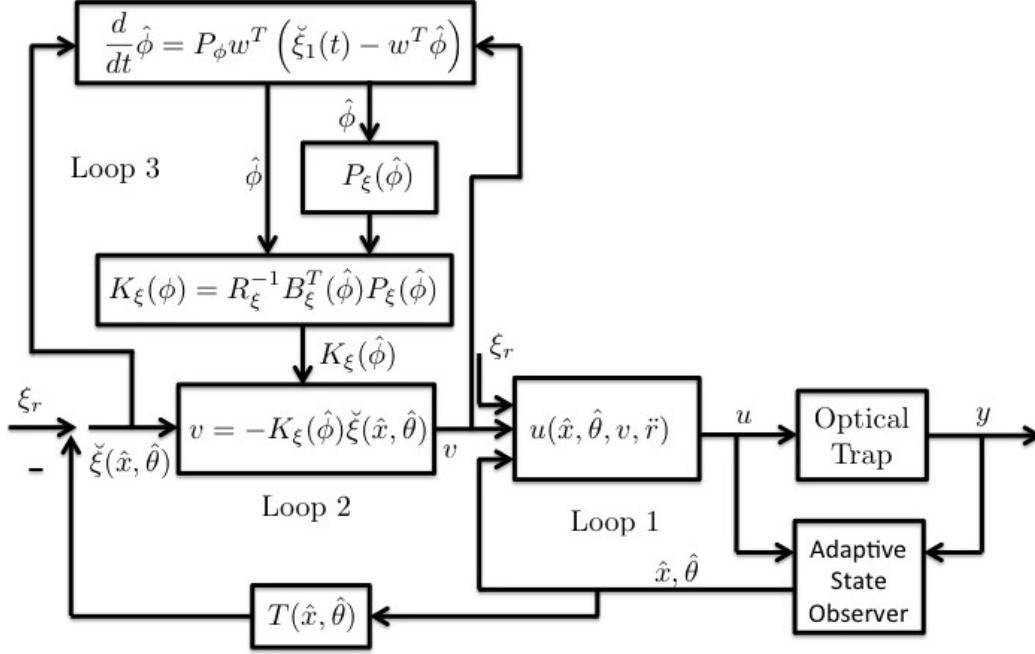 d/dt φ̂ = P_φ w^T ( ξ̆_1(t) − w^T φ̂ )
φ̂
Loop 3
φ̂
P_ξ(φ̂)
K_ξ(φ) = R_ξ^{-1} B_ξ^T(φ̂) P_ξ(φ̂)
K_ξ(φ̂)
ξ_r
ξ_r
v = −K_ξ(φ̂) ξ̆(x̂, θ̂)
v
u(x̂, θ̂, v, r̈)
u
Optical
Trap
y
ξ̆(x̂, θ̂)
−
Loop 2
Loop 1
x̂, θ̂
Adaptive
State
Observer
T(x̂, θ̂)